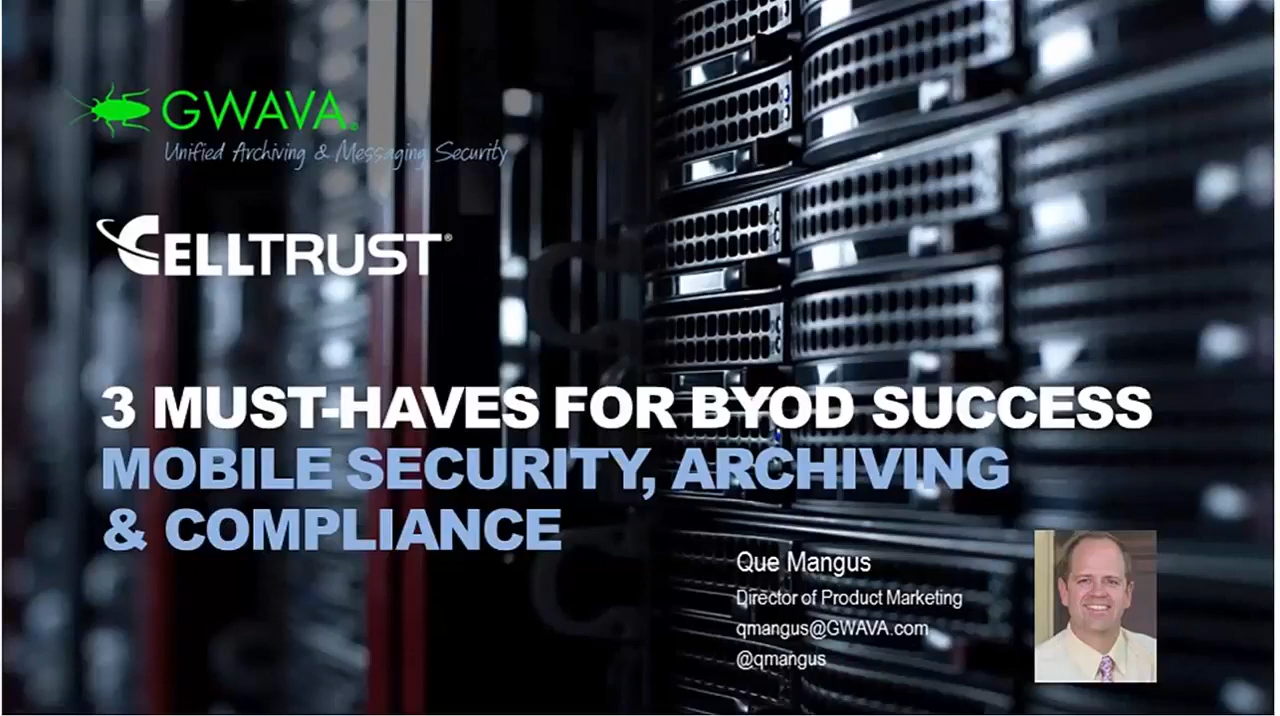 GWAVA®
Unified Archiving & Messaging Security
CELLTRUST®
3 MUST-HAVES FOR BYOD SUCCESS
MOBILE SECURITY, ARCHIVING
& COMPLIANCE
Que Mangus
Director of Product Marketing
qmangus@GWAVA.com
@qmangus